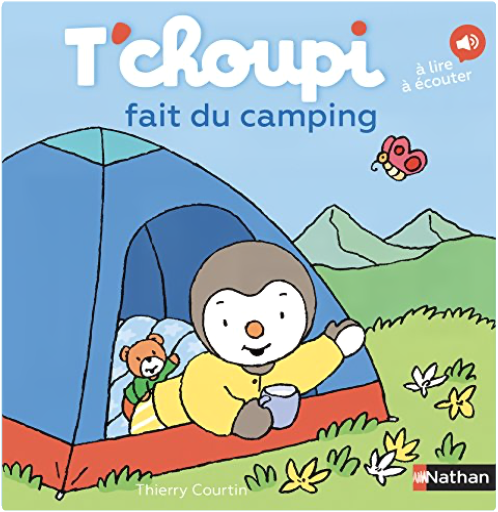 T'choupi
à lire
à écouter
fait du camping
Thierry Courtin
Nathan